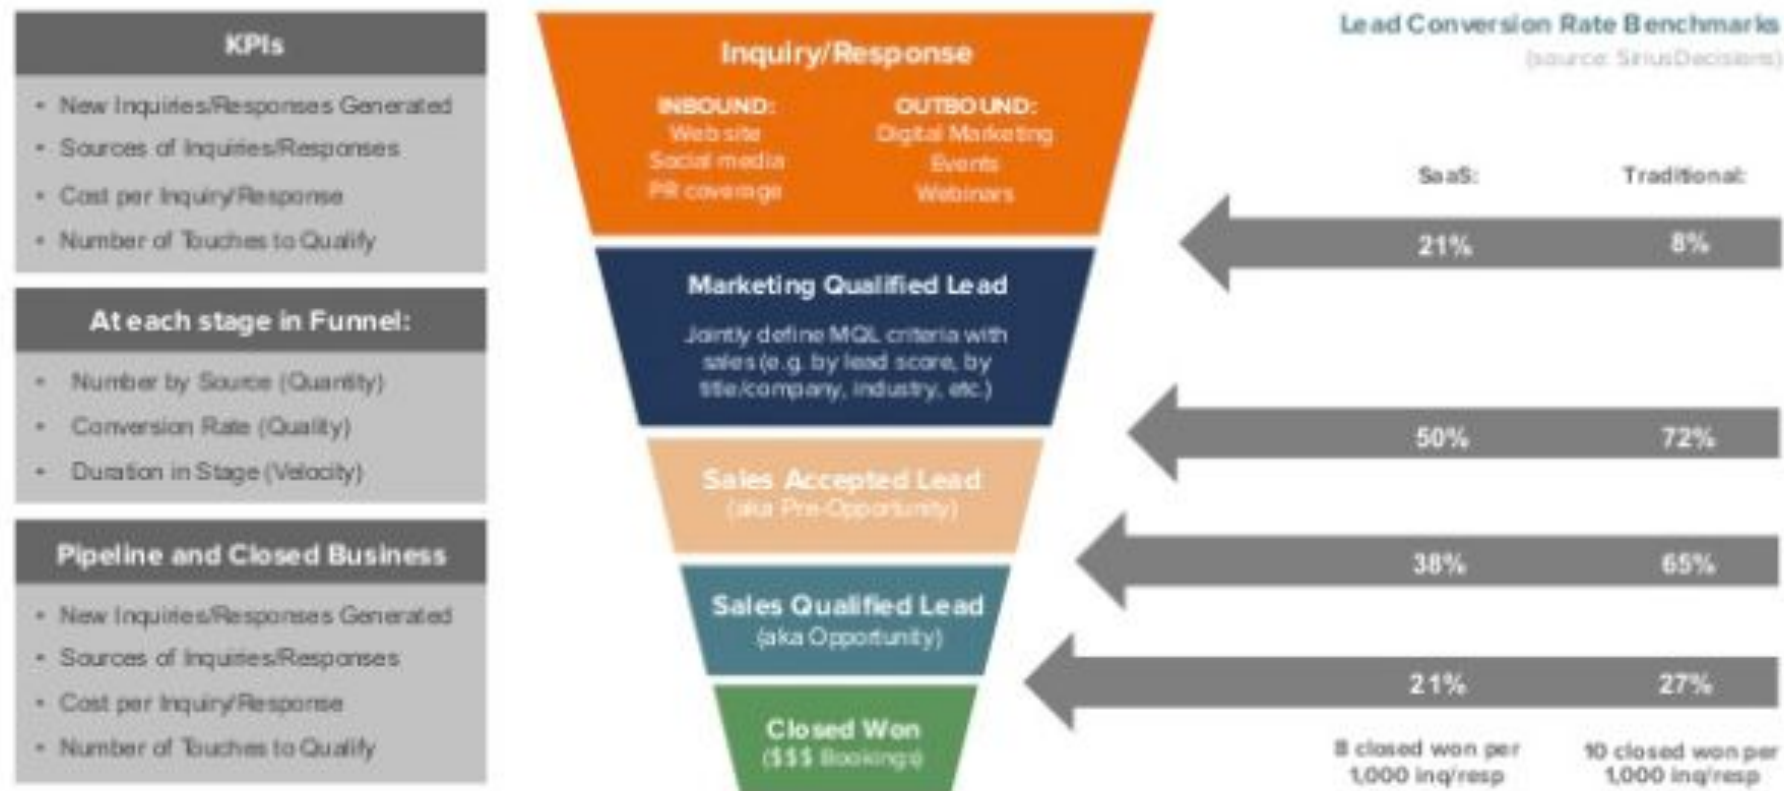 KPIs
• New Inquiries/Responses Generated
• Sources of Inquiries/Responses
• Cost per Inquiry/Response
• Number of Touches to Qualify
At each stage in Funnel:
• Number by Source (Quantity)
• Conversion Rate (Quality)
• Duration in Stage (Velocity)
Pipeline and Closed Business
• New Inquiries/Responses Generated
• Sources of Inquiries/Responses
• Cost per Inquiry/Response
• Number of Touches to Qualify
Inquiry/Response
INBOUND:
Website
Social media
PR coverage
OUTBOUND:
Digital Marketing
Events
Webinars
Marketing Qualified Lead
Jointly define MQL criteria with
sales (e.g. by lead score, by
title/company, industry, etc.)
Sales Accepted Lead
(aka Pre-Opportunity)
Sales Qualified Lead
(aka Opportunity)
Closed Won
($$$ Bookings)
Lead Conversion Rate Benchmarks
(source: SiriusDecisions)
SaaS: Traditional:
21% 8%
50% 72%
38% 65%
21% 27%
8 closed won per
1,000 inq/resp
10 closed won per
1,000 inq/resp